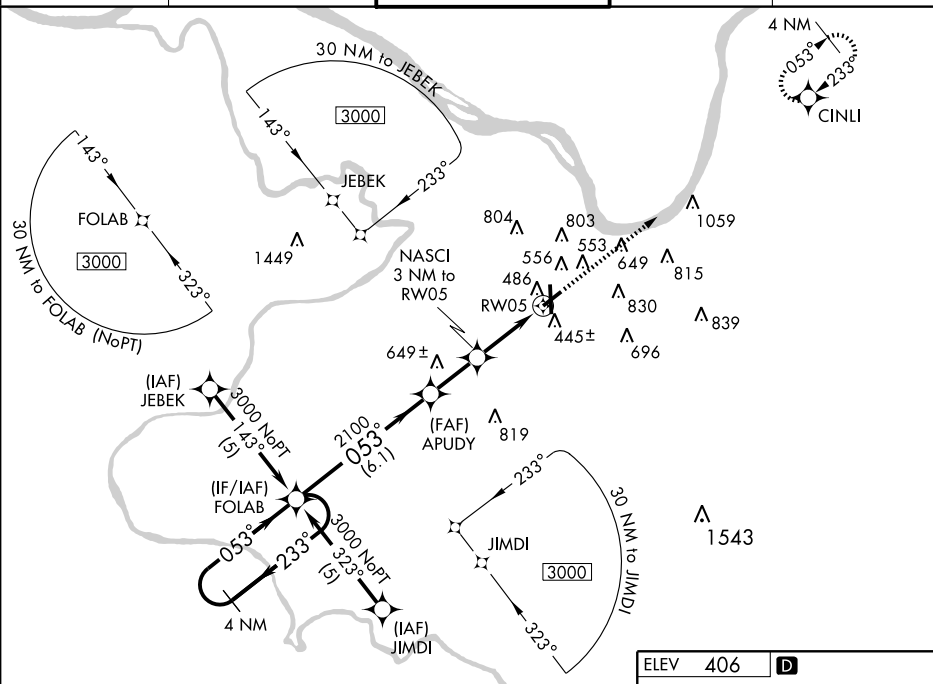 4 NM
053°
233°
CINLI
30 NM to JEBEK
3000
143°
233°
JEBEK
143°
FOLAB
3000
323°
30 NM to FOLAB (NoPT)
1449
804
803
1059
556
553
649
815
486
830
839
445±
696
NASCI
3 NM to
RW05
RW05
649±
819
(IAF)
JEBEK
3000 NoPT
143°
(5)
2100
053°
(6.1)
(FAF)
APUDY
(IF/IAF)
FOLAB
053°
233°
4 NM
3000 NoPT
323°
(5)
(IAF)
JIMDI
233°
JIMDI
3000
323°
30 NM to JIMDI
1543
ELEV 406 D